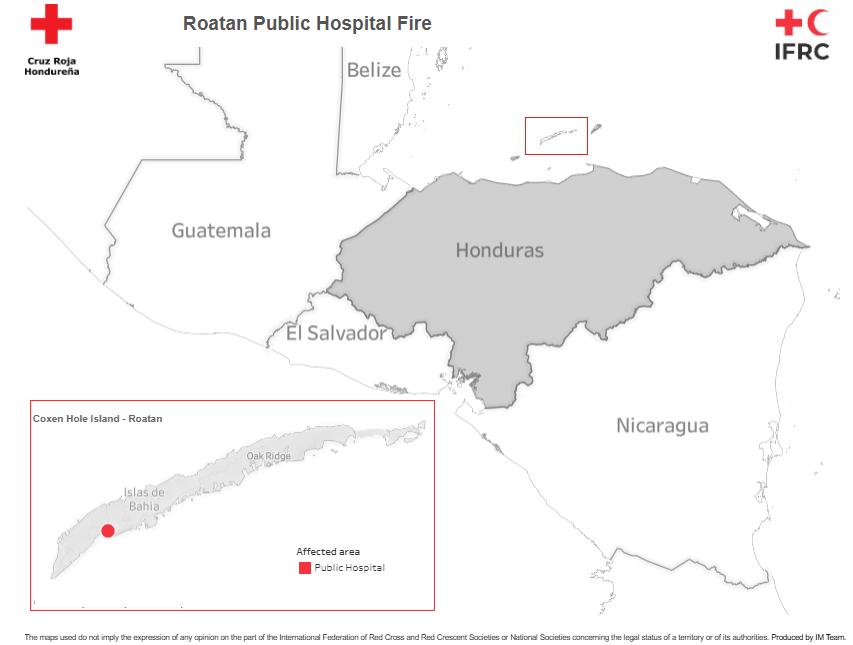 Roatan Public Hospital Fire
Cruz Roja
Hondureña
IFRC
Belize
Guatemala
Honduras
El Salvador
Nicaragua
Coxen Hole Island - Roatan
Oak Ridge
Islas de
Bahia
Affected area
Public Hospital
The maps used do not imply the expression of any opinion on the part of the International Federation of Red Cross and Red Crescent Societies or National Societies concerning the legal status of a territory or of its authorities. Produced by IM Team.